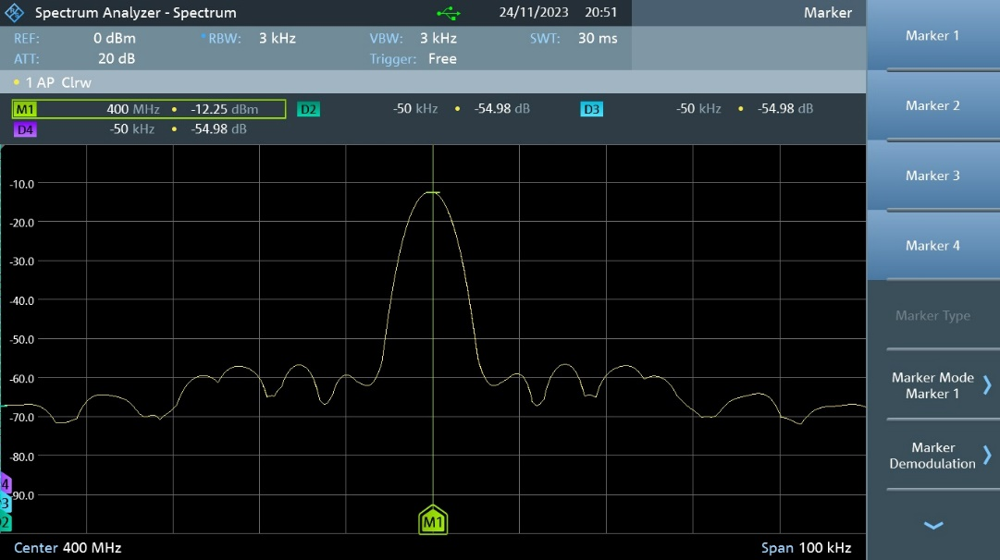 Spectrum Analyzer - Spectrum 24/11/2023 20:51 Marker
REF: 0 dBm RBW: 3 kHz VBW: 3 kHz SWT: 30 ms
ATT: 20 dB Trigger: Free
1 AP Clrw
M1 400 MHz • -12.25 dBm D2 -50 kHz • -54.98 dB D3 -50 kHz • -54.98 dB
D4 -50 kHz • -54.98 dB
-10.0
-20.0
-30.0
-40.0
-50.0
-60.0
-70.0
-80.0
4
3 90.0
2
M1
Center 400 MHz Span 100 kHz
Marker 1
Marker 2
Marker 3
Marker 4
Marker Type
Marker Mode
Marker 1
Marker
Demodulation